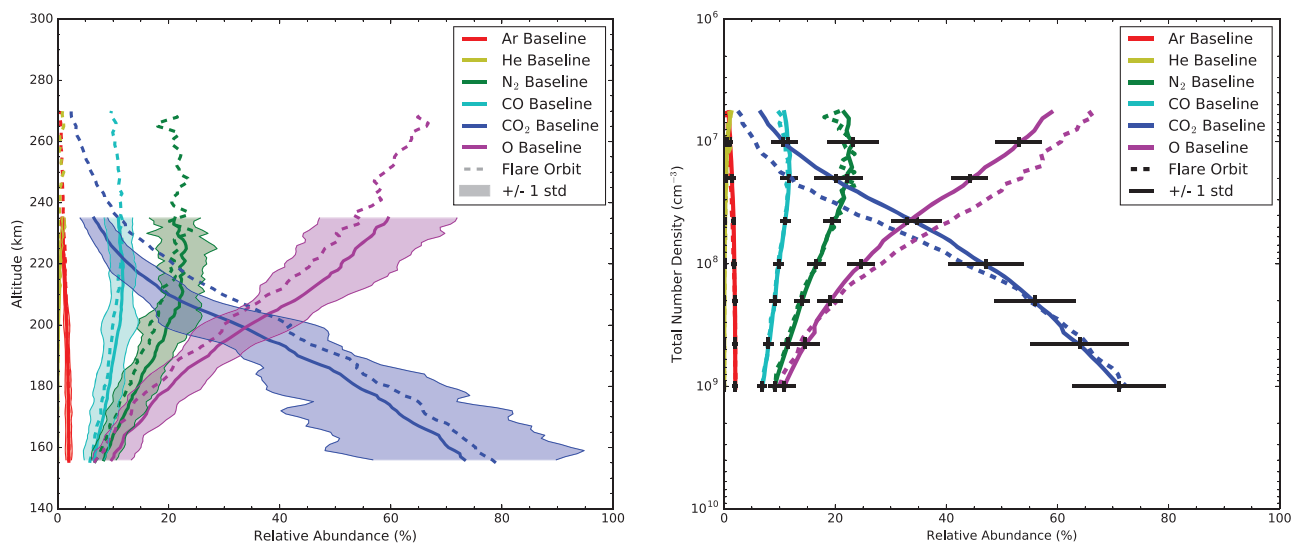 300
280
260
240
220
200
180
160
140
Altitude (km)
0
20
40
60
80
100
Relative Abundance (%)
Ar Baseline
He Baseline
N₂ Baseline
CO Baseline
CO₂ Baseline
O Baseline
Flare Orbit
+/- 1 std
10⁶
10⁷
10⁸
10⁹
10¹⁰
Total Number Density (cm⁻³)
0
20
40
60
80
100
Relative Abundance (%)
Ar Baseline
He Baseline
N₂ Baseline
CO Baseline
CO₂ Baseline
O Baseline
Flare Orbit
+/- 1 std